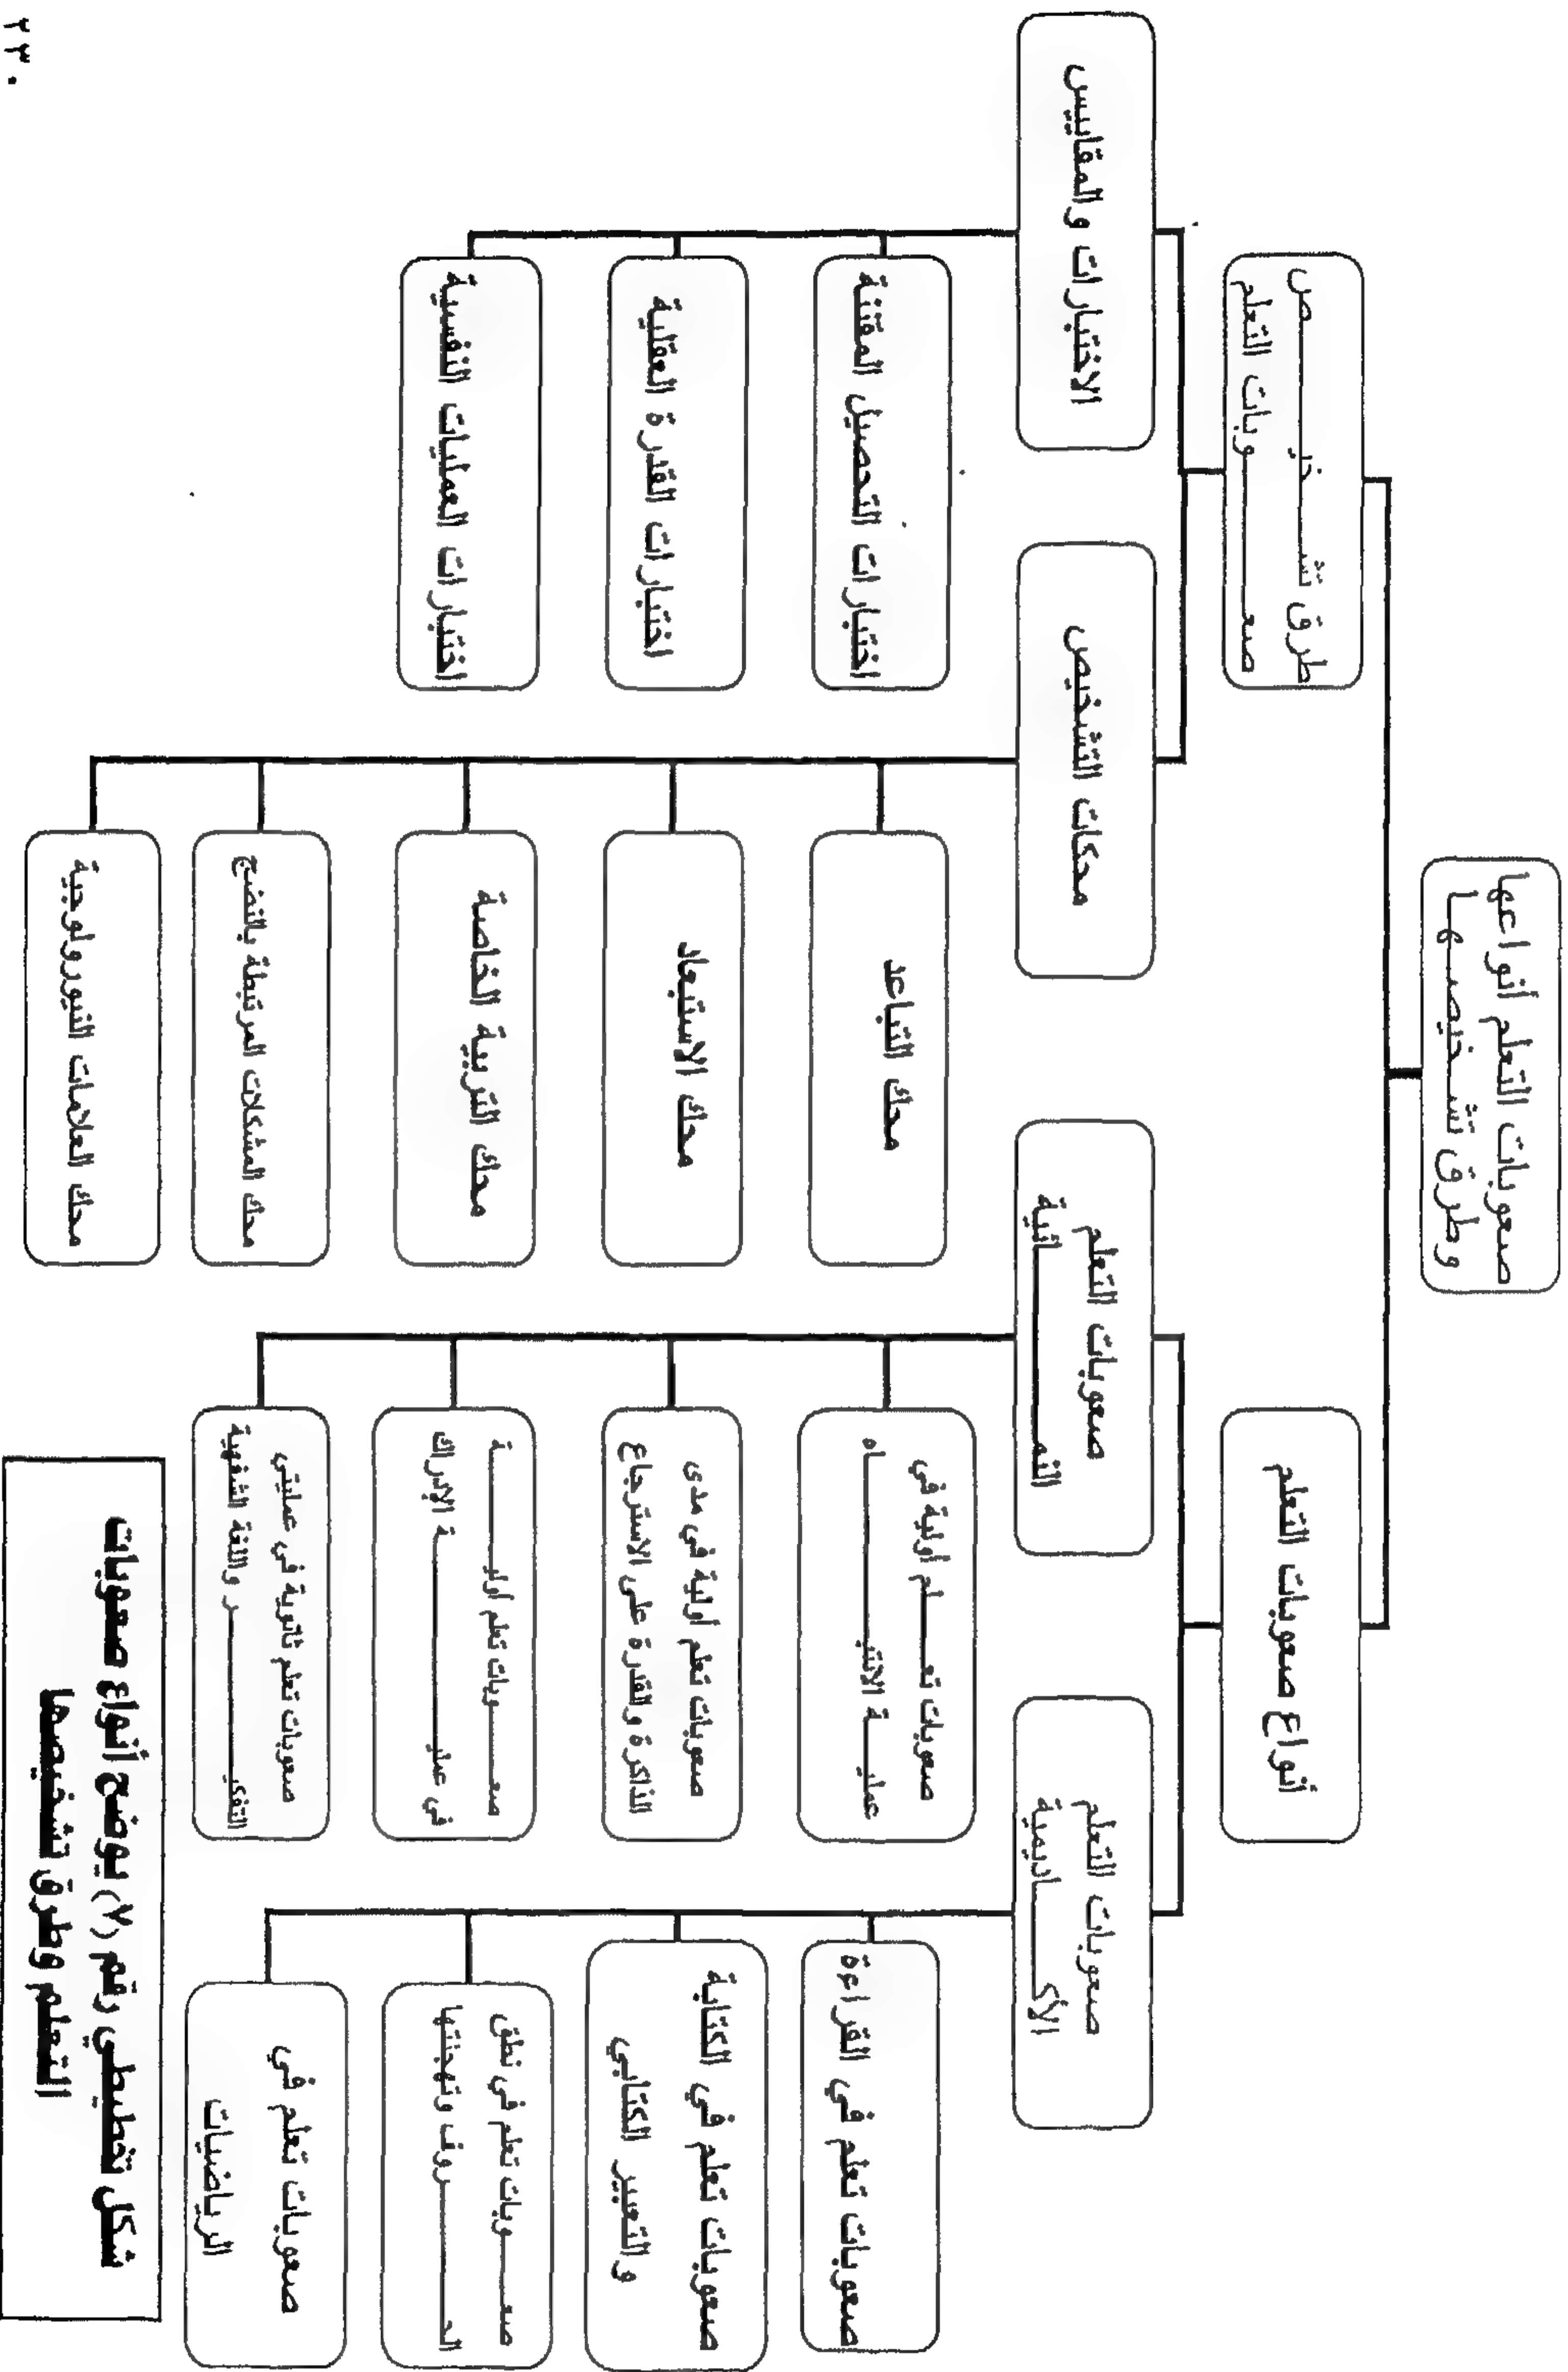 صعوبات التعلم أنواعها
وطرق تشخيصها
أنواع صعوبات التعلم
طرق تشخيص
صعوبات التعلم
صعوبات التعلم
الأكاديمية
صعوبات التعلم
النمائية
محكات التشخيص
الاختبارات والمقاييس
صعوبات تعلم في القراءة
صعوبات تعلم في الكتابة
والتعبير الكتابي
صعوبات تعلم في نطق
الحروف وتهجئتها
صعوبات تعلم في
الرياضيات
صعوبات تعلم أولية في
عملية الانتباه
صعوبات تعلم أولية في مدى
الذاكرة والقدرة على الاسترجاع
صعوبات تعلم أولية
في عملية الإدراك
صعوبات تعلم ثانوية في عمليتي
التفكير واللغة الشفهية
محك التباعد
محك الاستبعاد
محك التربية الخاصة
محك المشكلات المرتبطة بالنضج
محك العلامات النيورولوجية
اختبارات التحصيل المقننة
اختبارات القدرة العقلية
اختبارات العمليات النفسية
شكل تخطيطي رقم (٧) يوضح أنواع صعوبات
التعلم وطرق تشخيصها
٢٣٠